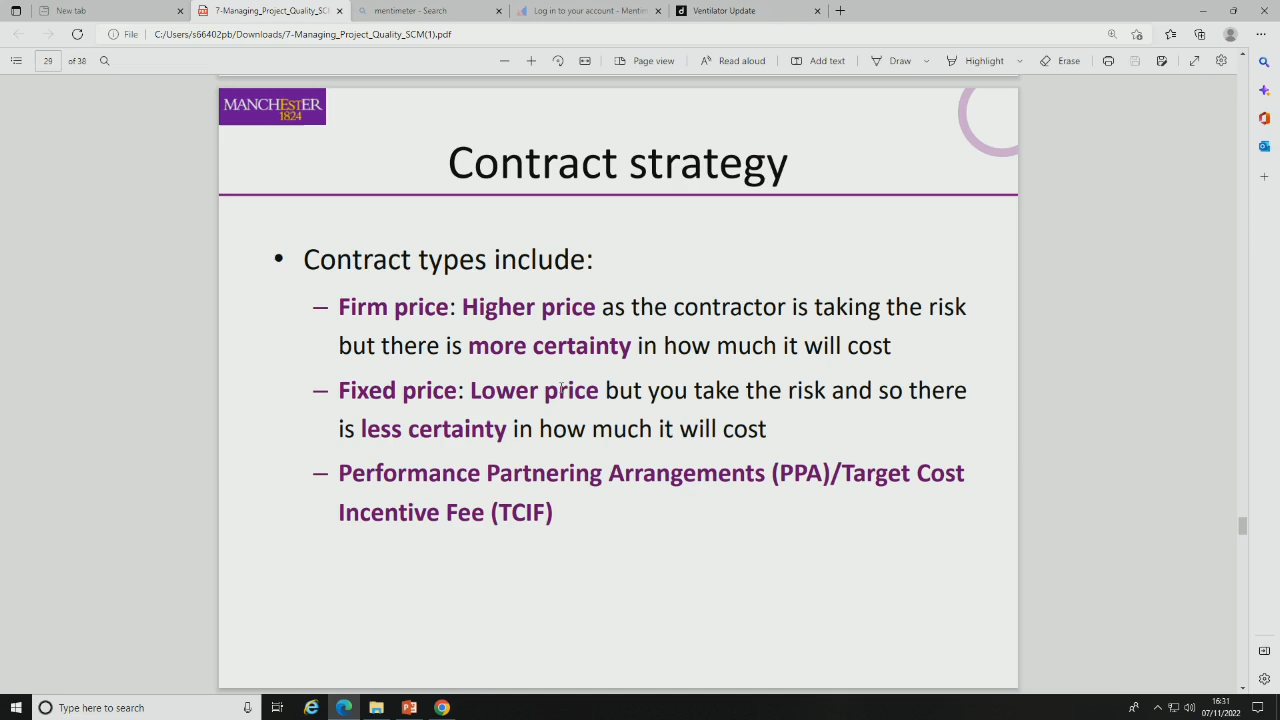 New tab
7-Managing_Project_Quality_SCM
mentimeter - Search
Log in to your account - Mentim
Ventilator Update
File
C:/Users/s66402pb/Downloads/7-Managing_Project_Quality_SCM(1).pdf
29 of 38
Page view
Read aloud
Add text
Draw
Highlight
Erase
MANCHESTER
1824
Contract strategy
• Contract types include:
– Firm price: Higher price as the contractor is taking the risk
but there is more certainty in how much it will cost
– Fixed price: Lower price but you take the risk and so there
is less certainty in how much it will cost
– Performance Partnering Arrangements (PPA)/Target Cost
Incentive Fee (TCIF)
Type here to search
16:31
07/11/2022